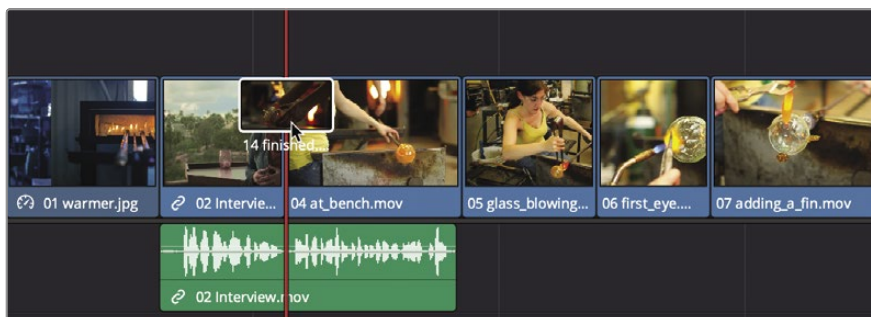 14 finished...
01 warmer.jpg
02 Intervie...
04 at_bench.mov
05 glass_blowing...
06 first_eye....
07 adding_a_fin.mov
02 Interview.mov